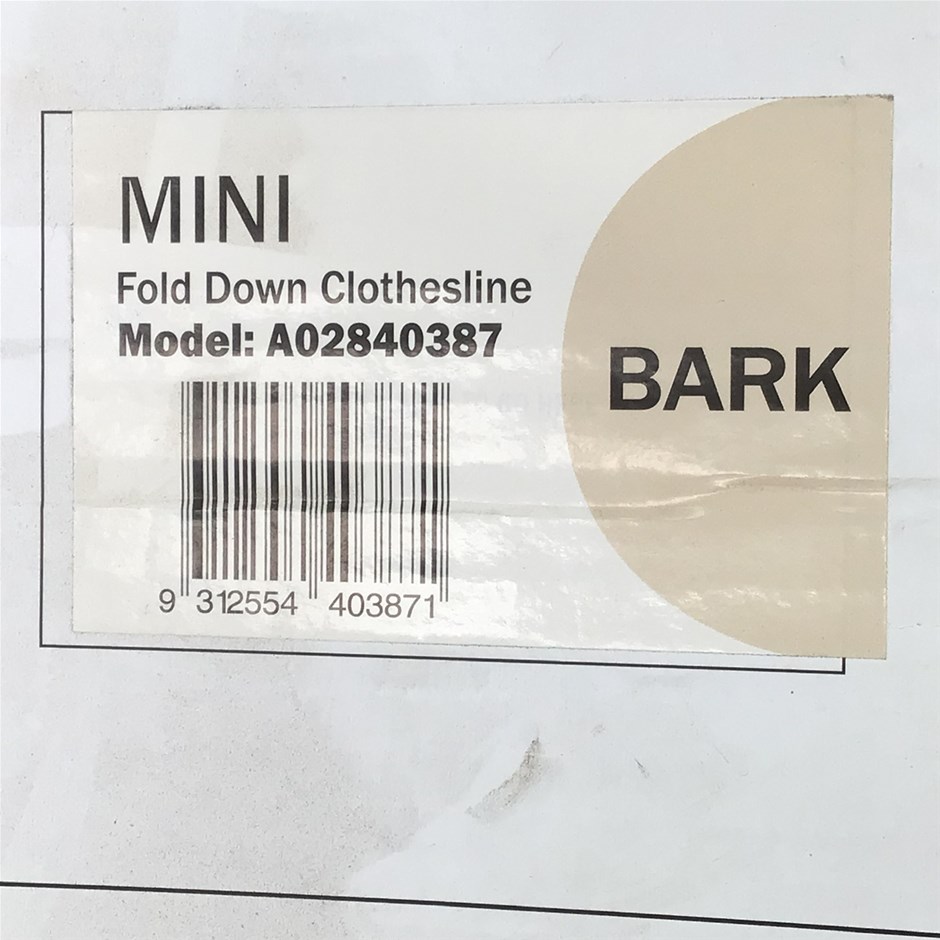 MINI
Fold Down Clothesline
Model: A02840387
BARK
9 312554 403871